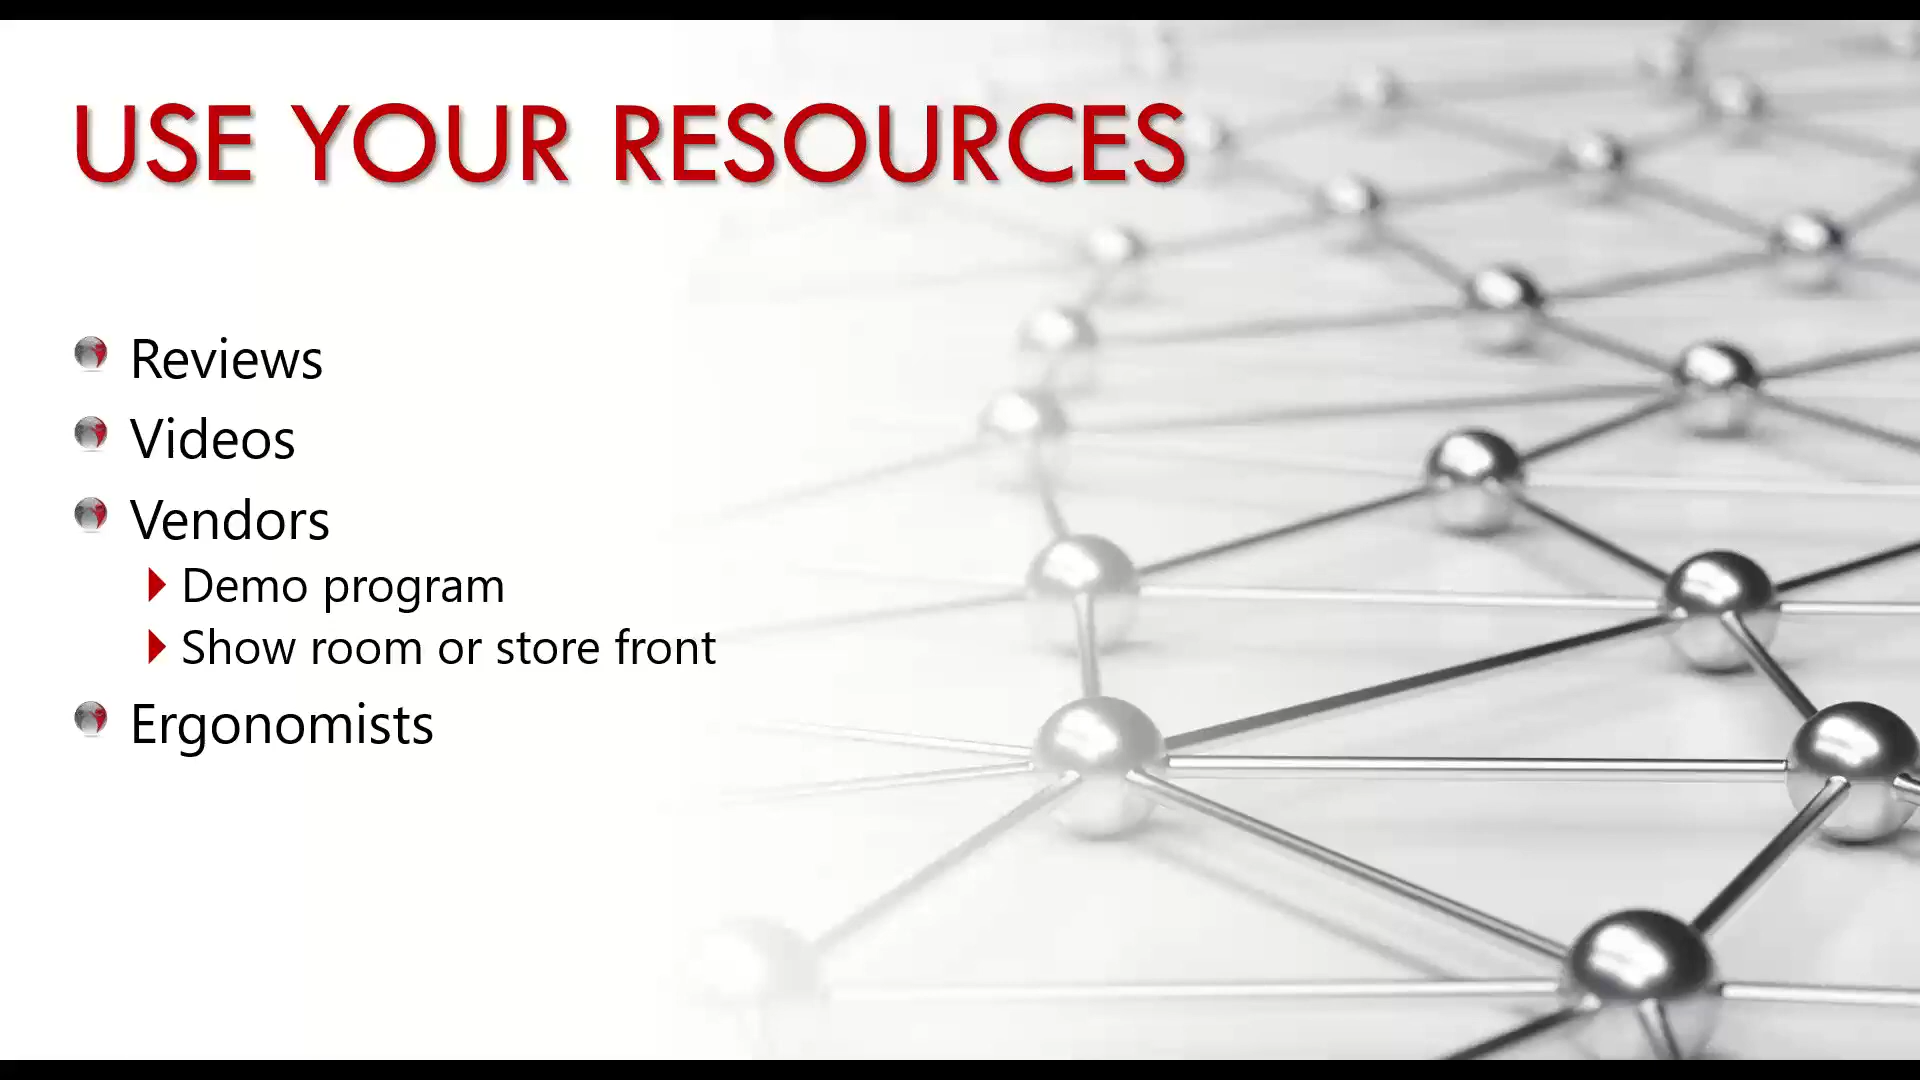 USE YOUR RESOURCES
Reviews
Videos
Vendors
Demo program
Show room or store front
Ergonomists